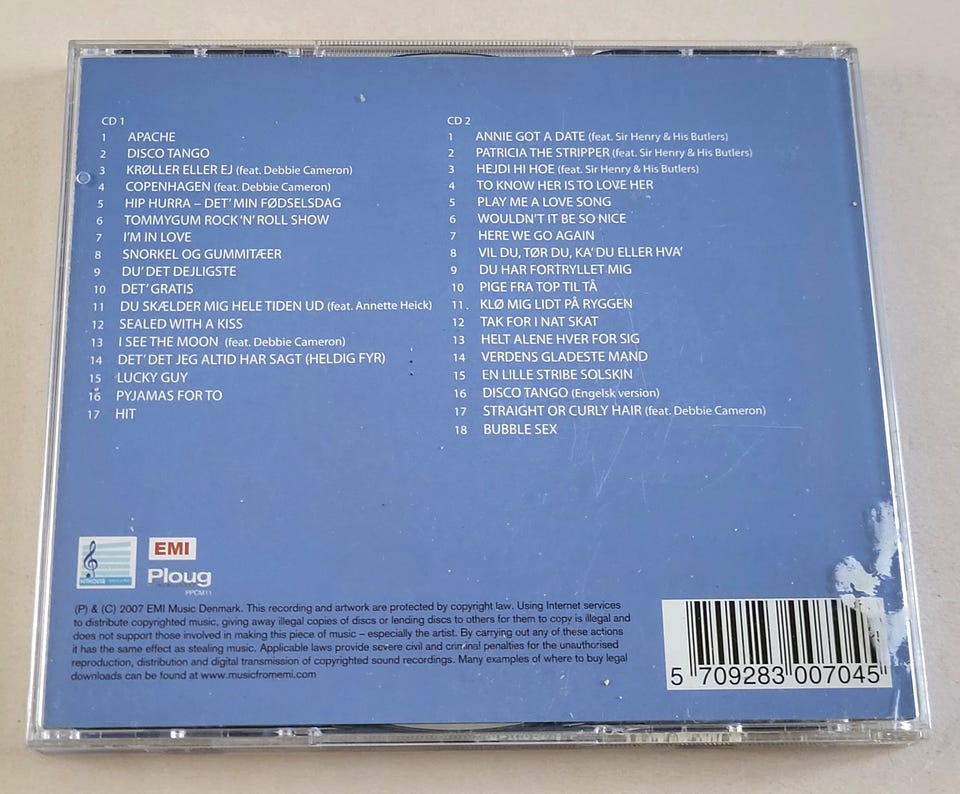 CD 1
1 APACHE
2 DISCO TANGO
3 KRØLLER ELLER EJ (feat. Debbie Cameron)
4 COPENHAGEN (feat. Debbie Cameron)
5 HIP HURRA – DET' MIN FØDSELSDAG
6 TOMMYGUM ROCK 'N' ROLL SHOW
7 I'M IN LOVE
8 SNORKEL OG GUMMITÆER
9 DU' DET DEJLIGSTE
10 DET' GRATIS
11 DU SKÆLDER MIG HELE TIDEN UD (feat. Annette Heick)
12 SEALED WITH A KISS
13 I SEE THE MOON (feat. Debbie Cameron)
14 DET' DET JEG ALTID HAR SAGT (HELDIG FYR)
15 LUCKY GUY
16 PYJAMAS FOR TO
17 HIT
CD 2
1 ANNIE GOT A DATE (feat. Sir Henry & His Butlers)
2 PATRICIA THE STRIPPER (feat. Sir Henry & His Butlers)
3 HEJDI HI HOE (feat. Sir Henry & His Butlers)
4 TO KNOW HER IS TO LOVE HER
5 PLAY ME A LOVE SONG
6 WOULDN'T IT BE SO NICE
7 HERE WE GO AGAIN
8 VIL DU, TØR DU, KA' DU ELLER HVA'
9 DU HAR FORTRYLLET MIG
10 PIGE FRA TOP TIL TÅ
11. KLØ MIG LIDT PÅ RYGGEN
12 TAK FOR I NAT SKAT
13 HELT ALENE HVER FOR SIG
14 VERDENS GLADESTE MAND
15 EN LILLE STRIBE SOLSKIN
16 DISCO TANGO (Engelsk version)
17 STRAIGHT OR CURLY HAIR (feat. Debbie Cameron)
18 BUBBLE SEX
HITHOUSE
EMI
Ploug
PPCM11
(P) & (C) 2007 EMI Music Denmark. This recording and artwork are protected by copyright law. Using Internet services
to distribute copyrighted music, giving away illegal copies of discs or lending discs to others for them to copy is illegal and
does not support those involved in making this piece of music – especially the artist. By carrying out any of these actions
it has the same effect as stealing music. Applicable laws provide severe civil and criminal penalties for the unauthorised
reproduction, distribution and digital transmission of copyrighted sound recordings. Many examples of where to buy legal
downloads can be found at www.musicfromemi.com
5 709283 007045